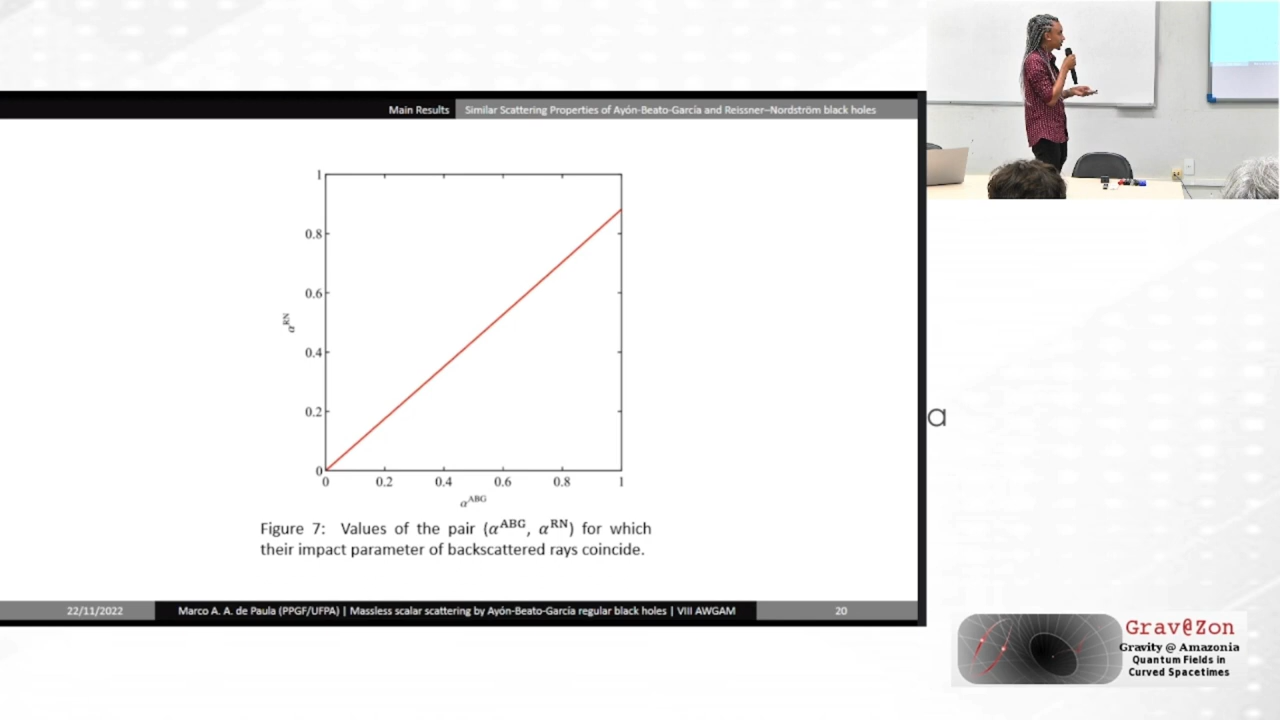 Main Results Similar Scattering Properties of Ayón-Beato-García and Reissner–Nordström black holes
1
0.8
0.6
0.4
0.2
0
α^RN
0 0.2 0.4 0.6 0.8 1
α^ABG
Figure 7: Values of the pair (α^ABG, α^RN) for which
their impact parameter of backscattered rays coincide.
22/11/2022 Marco A. A. de Paula (PPGF/UFPA) | Massless scalar scattering by Ayón-Beato-García regular black holes | VIII AWGAM 20
a
Grav@Zon
Gravity @ Amazonia
Quantum Fields in
Curved Spacetimes